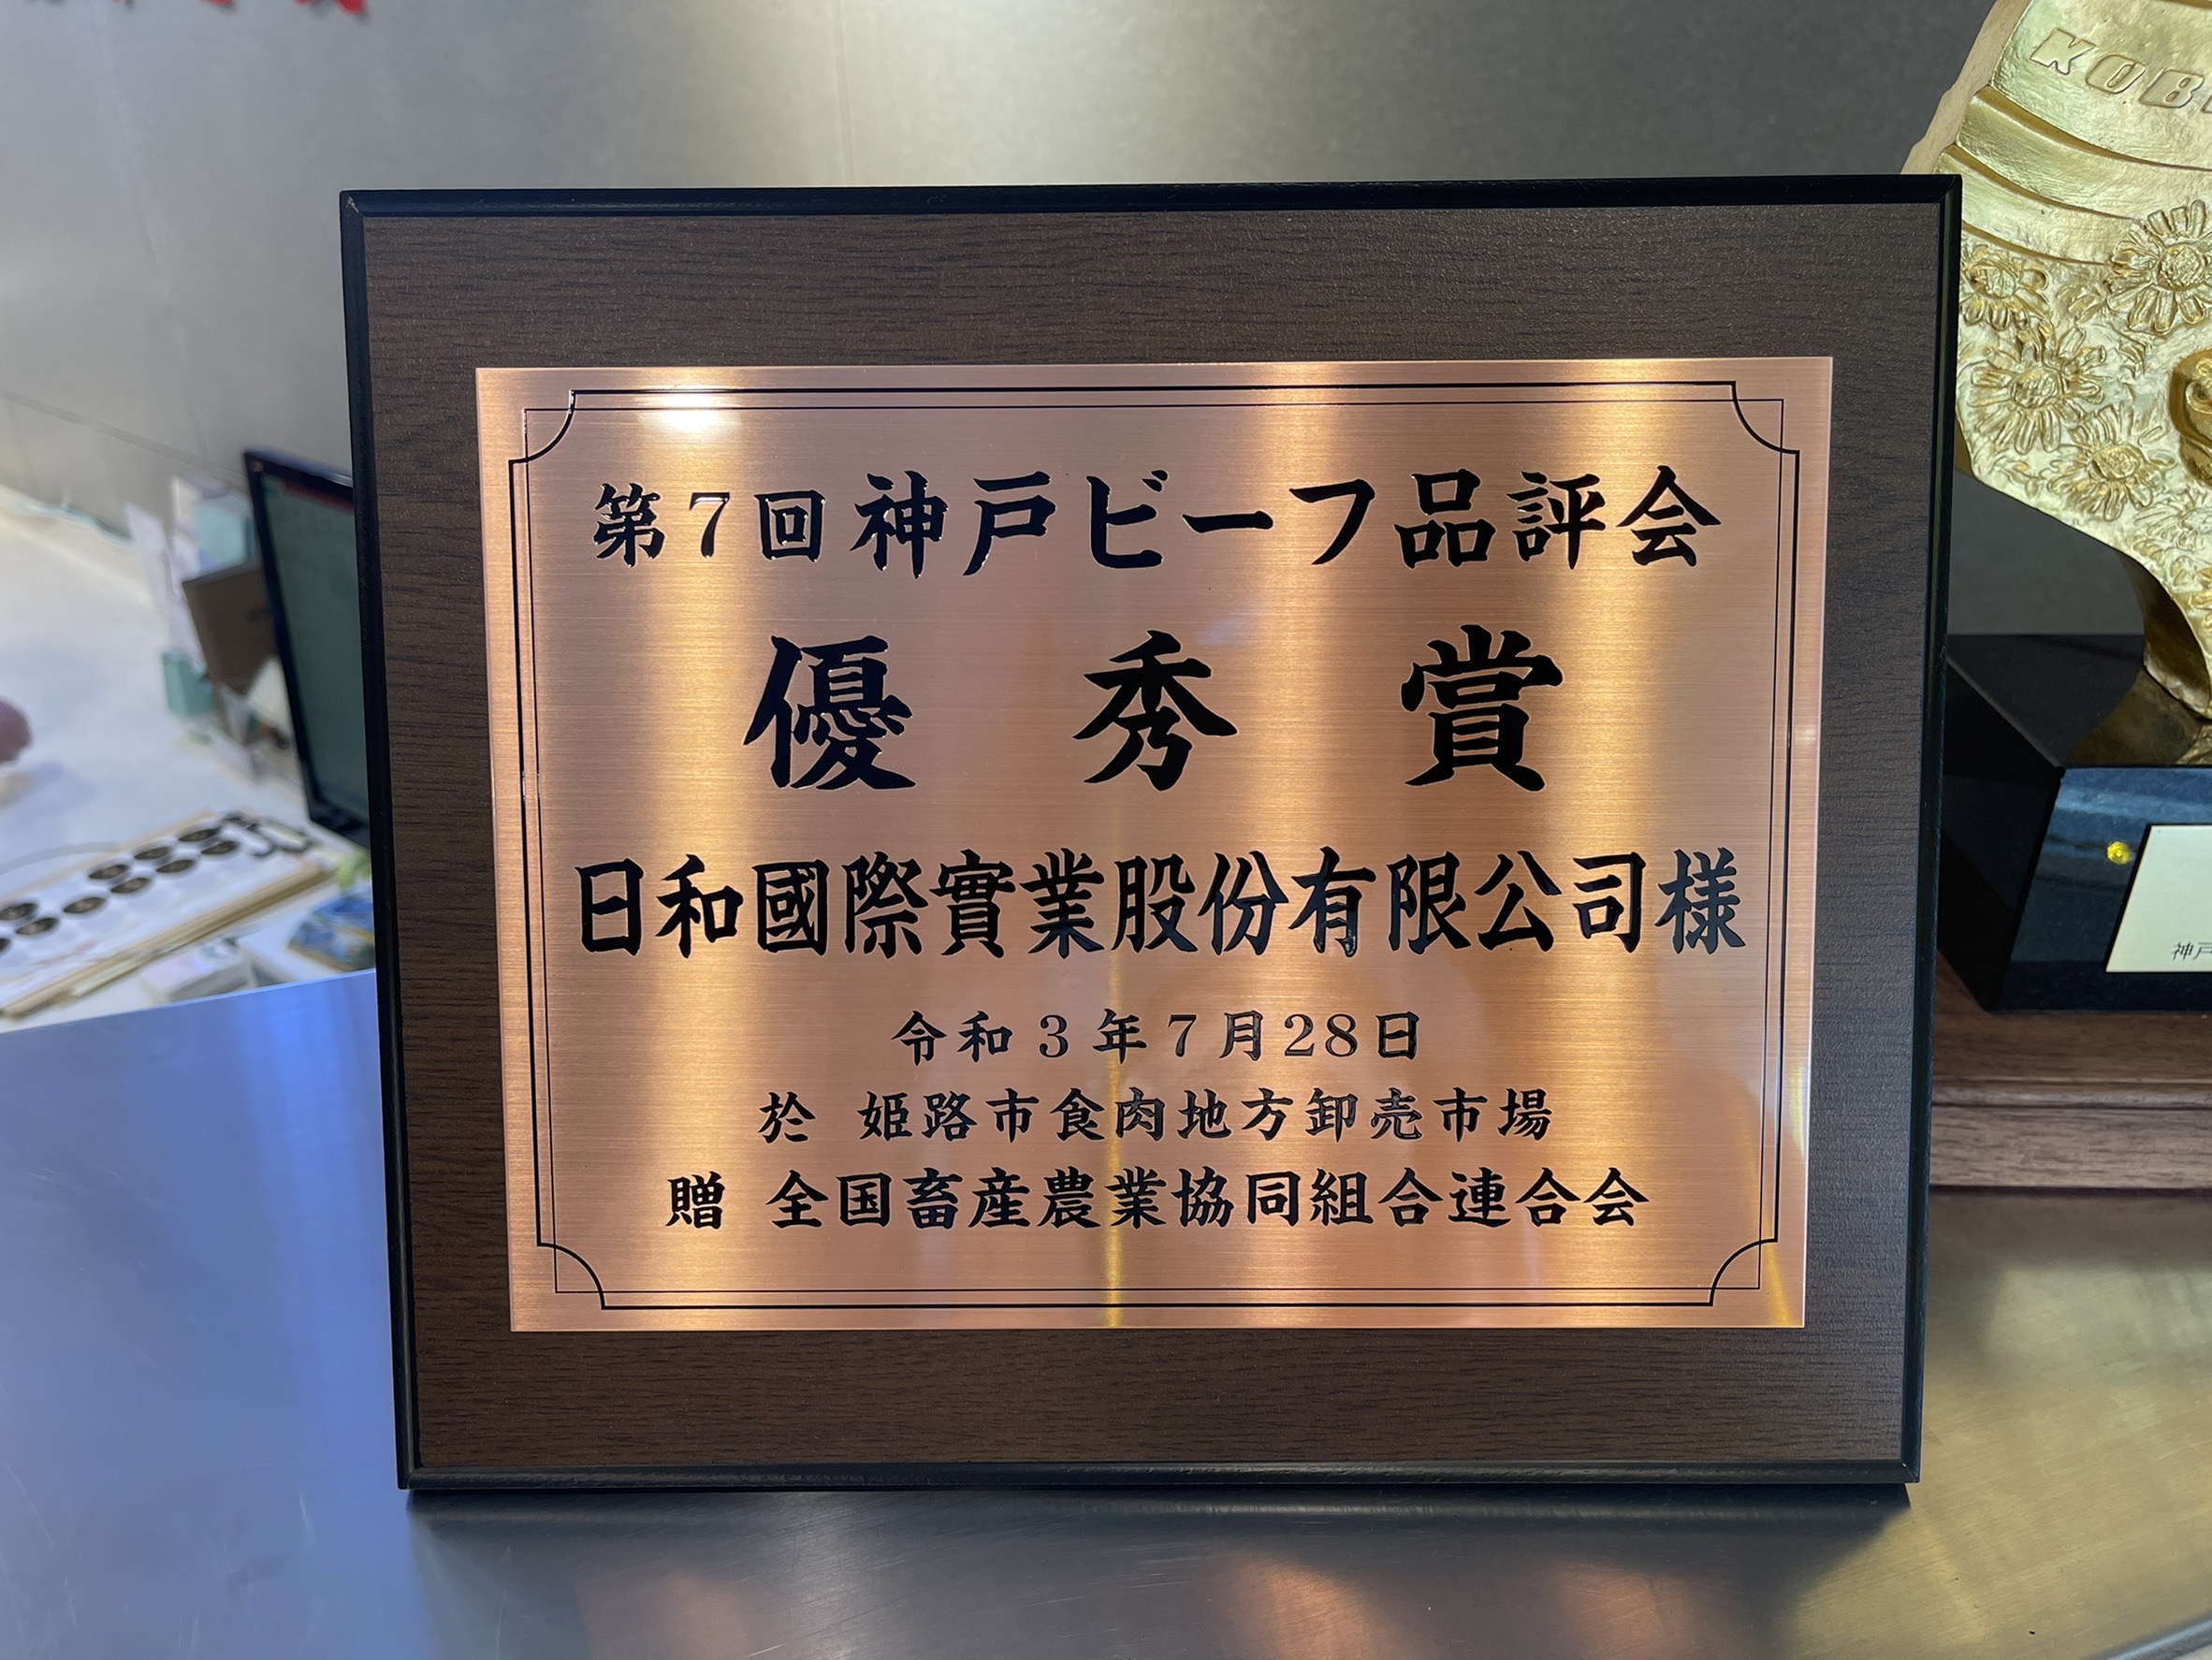 第7回神戸ビーフ品評会
優秀賞
日和國際實業股份有限公司様
令和3年7月28日
於 姫路市食肉地方卸売市場
贈 全国畜産農業協同組合連合会
KOB
神戸